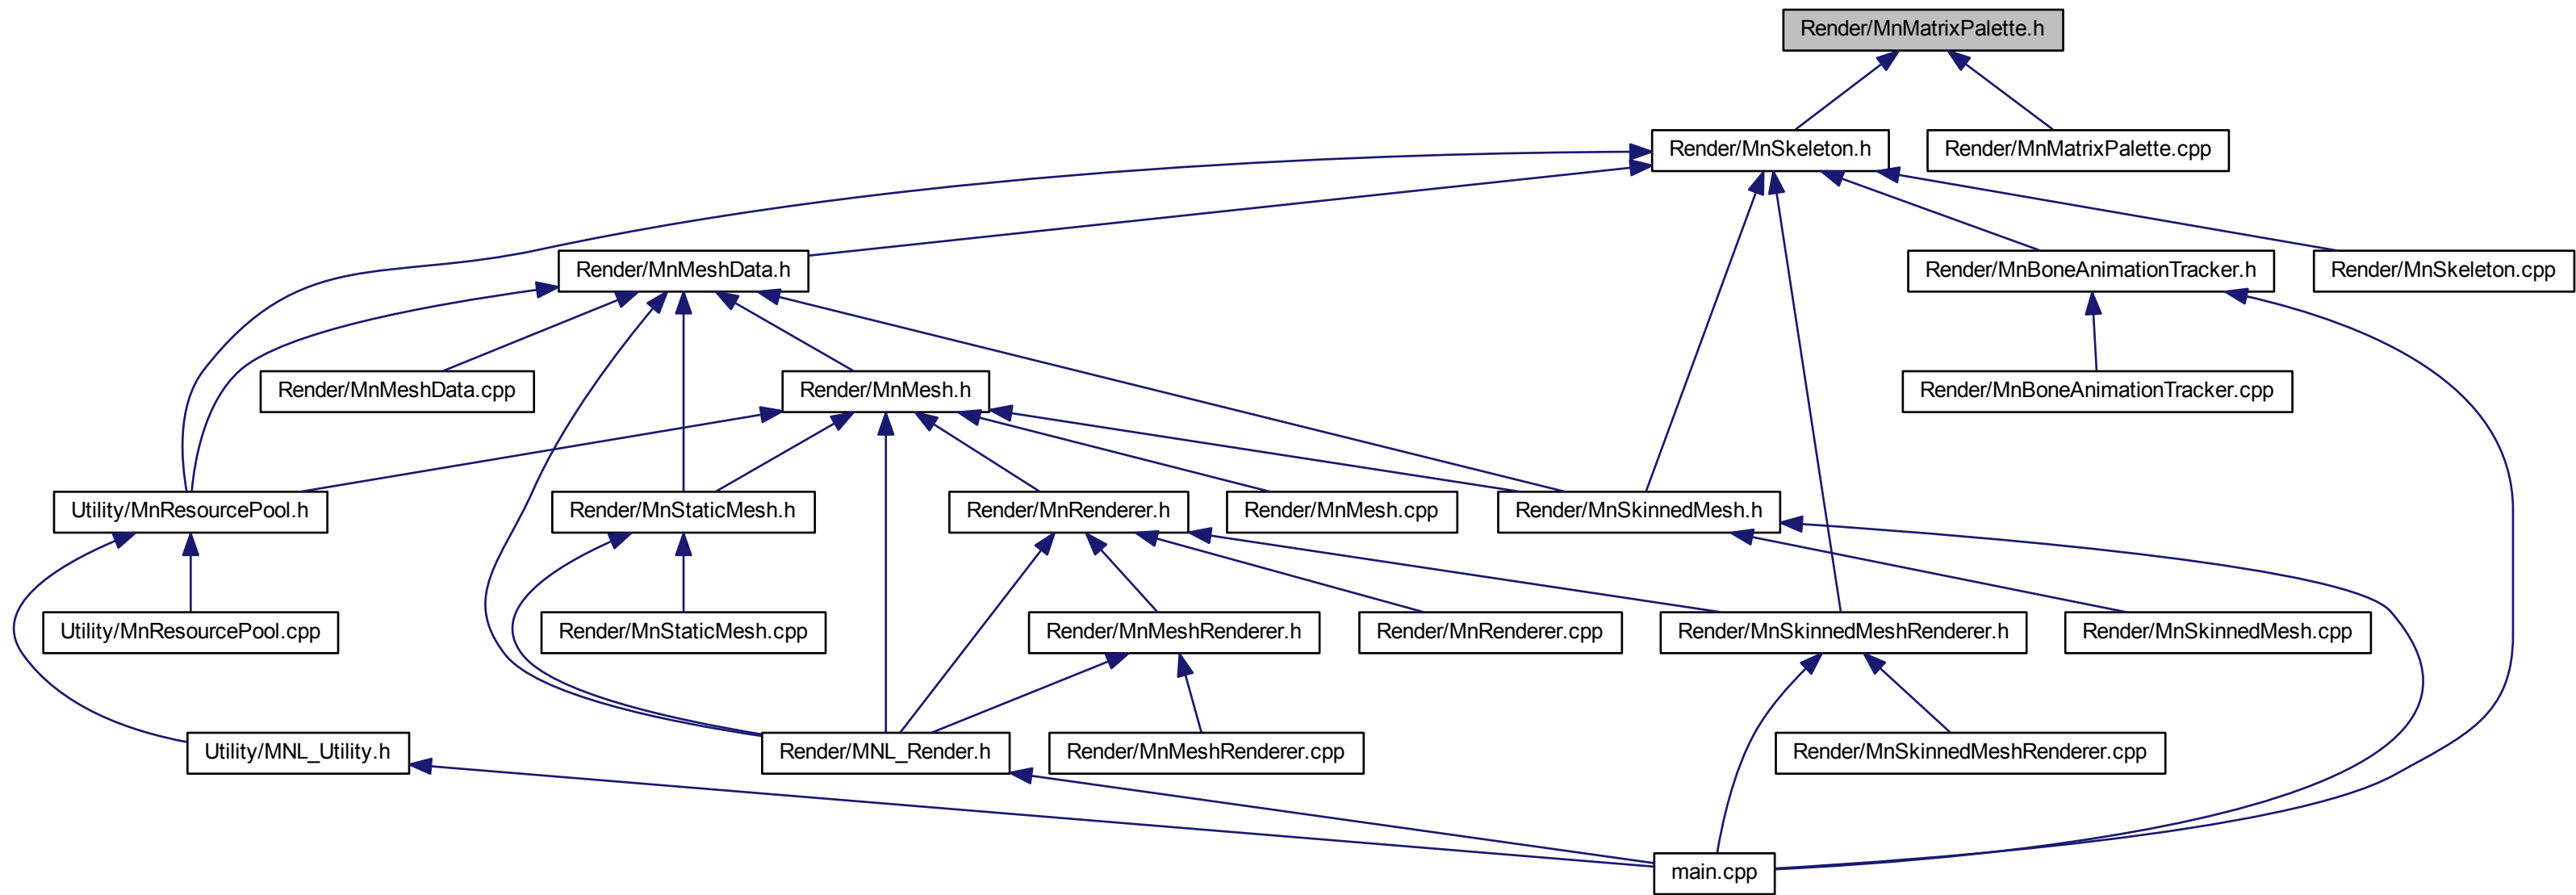 Render/MnMatrixPalette.h
Render/MnSkeleton.h
Render/MnMatrixPalette.cpp
Render/MnMeshData.h
Render/MnBoneAnimationTracker.h
Render/MnSkeleton.cpp
Render/MnMeshData.cpp
Render/MnMesh.h
Render/MnBoneAnimationTracker.cpp
Utility/MnResourcePool.h
Render/MnStaticMesh.h
Render/MnRenderer.h
Render/MnMesh.cpp
Render/MnSkinnedMesh.h
Utility/MnResourcePool.cpp
Render/MnStaticMesh.cpp
Render/MnMeshRenderer.h
Render/MnRenderer.cpp
Render/MnSkinnedMeshRenderer.h
Render/MnSkinnedMesh.cpp
Utility/MNL_Utility.h
Render/MNL_Render.h
Render/MnMeshRenderer.cpp
Render/MnSkinnedMeshRenderer.cpp
main.cpp